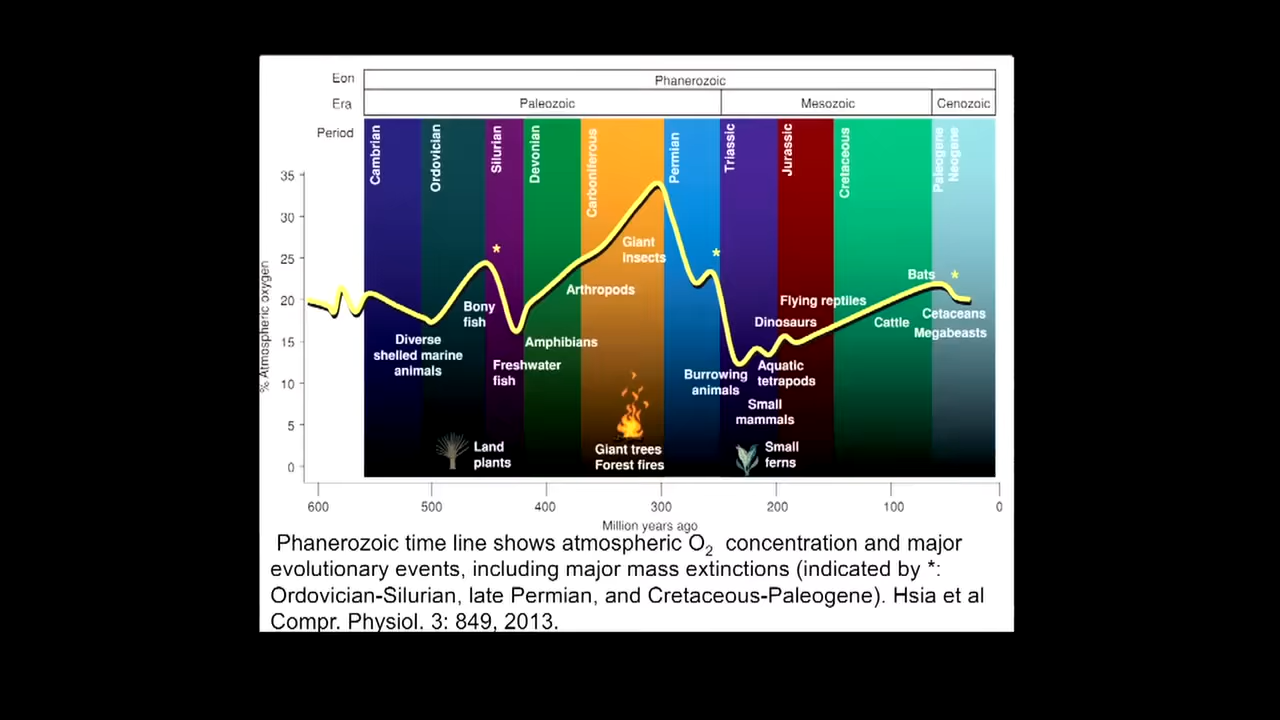 Eon
Phanerozoic
Era
Paleozoic
Mesozoic
Cenozoic
Period
Cambrian
Ordovician
Silurian
Devonian
Carboniferous
Permian
Triassic
Jurassic
Cretaceous
Paleogene
Neogene
% Atmospheric oxygen
35
30
25
20
15
10
5
0
*
*
*
Giant
insects
Bats
Arthropods
Flying reptiles
Bony
fish
Cetaceans
Dinosaurs
Cattle
Megabeasts
Diverse
shelled marine
animals
Amphibians
Freshwater
fish
Burrowing
animals
Aquatic
tetrapods
Small
mammals
Land
plants
Giant trees
Forest fires
Small
ferns
600
500
400
300
200
100
0
Million years ago
Phanerozoic time line shows atmospheric O2 concentration and major
evolutionary events, including major mass extinctions (indicated by *:
Ordovician-Silurian, late Permian, and Cretaceous-Paleogene). Hsia et al
Compr. Physiol. 3: 849, 2013.